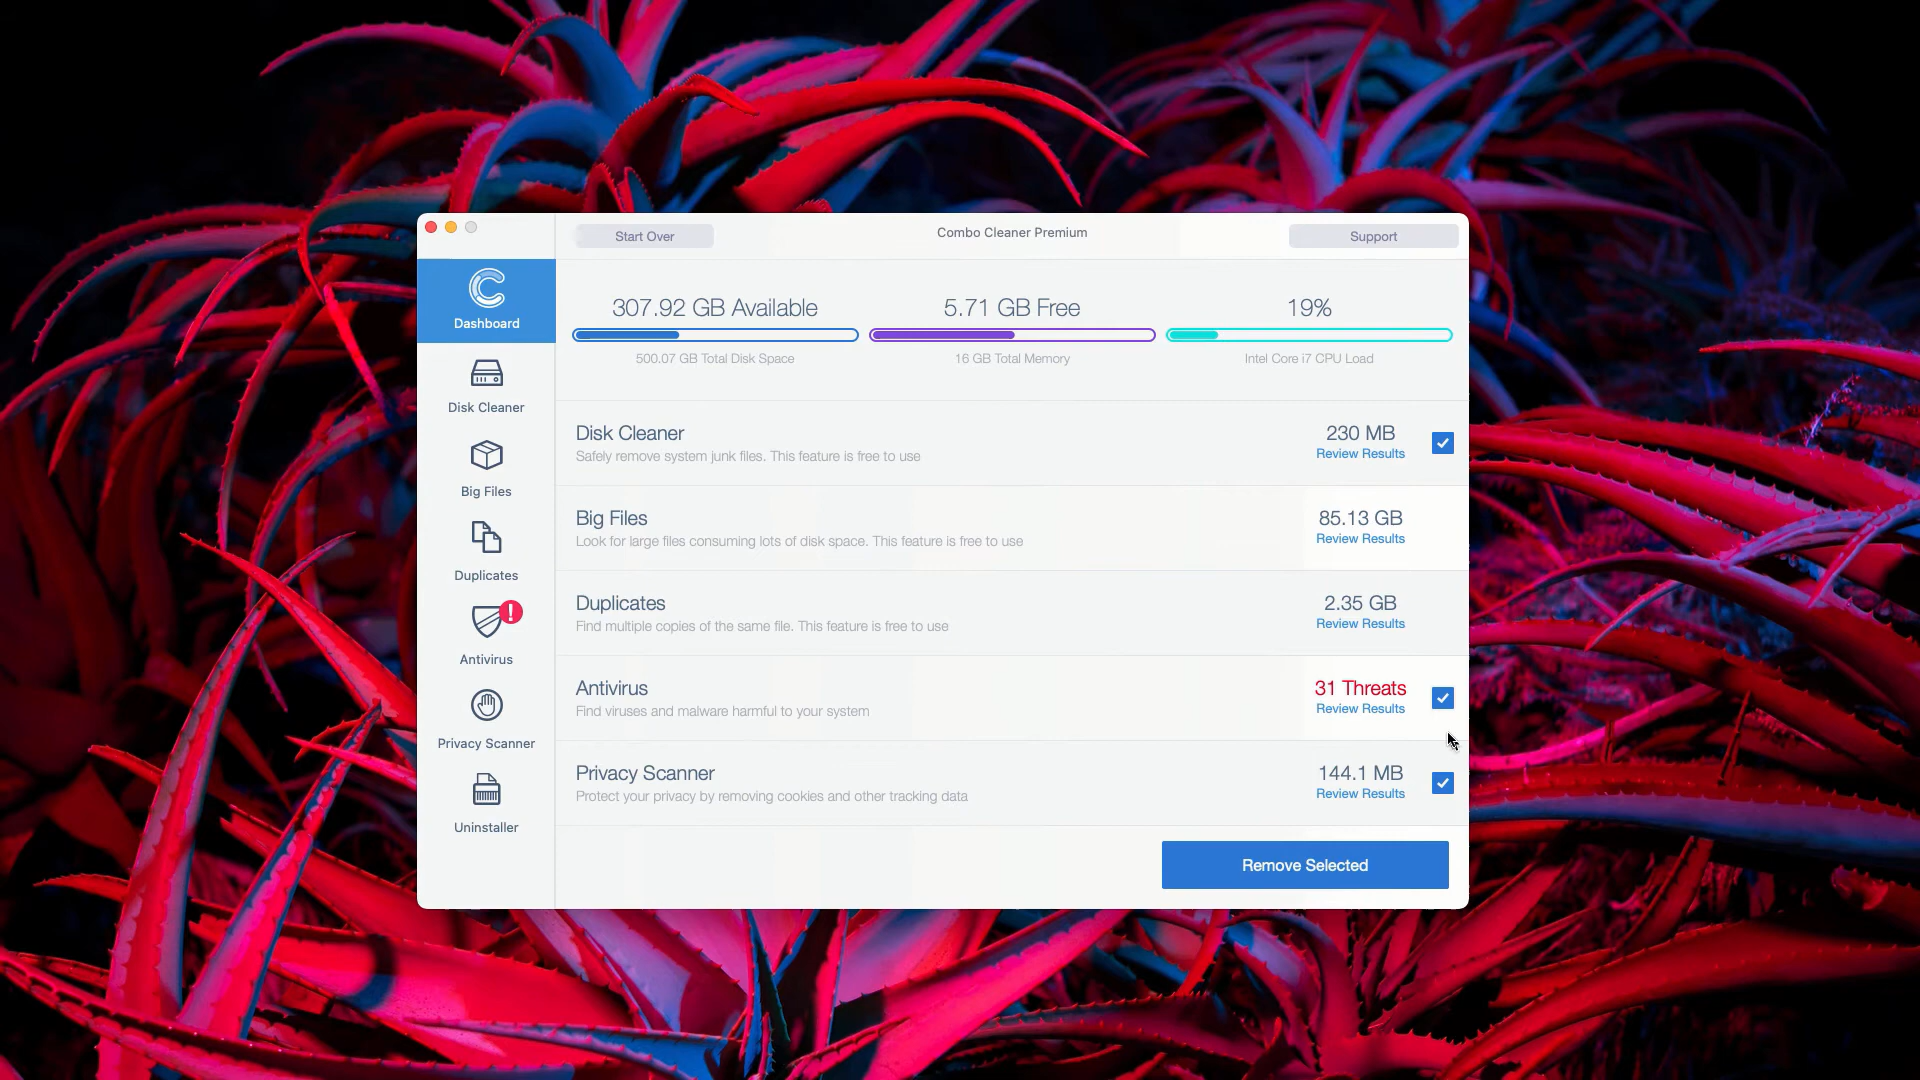 Start Over
Combo Cleaner Premium
Support
Dashboard
Disk Cleaner
Big Files
Duplicates
Antivirus
Privacy Scanner
Uninstaller
307.92 GB Available
500.07 GB Total Disk Space
5.71 GB Free
16 GB Total Memory
19%
Intel Core i7 CPU Load
Disk Cleaner
Safely remove system junk files. This feature is free to use
230 MB
Review Results
Big Files
Look for large files consuming lots of disk space. This feature is free to use
85.13 GB
Review Results
Duplicates
Find multiple copies of the same file. This feature is free to use
2.35 GB
Review Results
Antivirus
Find viruses and malware harmful to your system
31 Threats
Review Results
Privacy Scanner
Protect your privacy by removing cookies and other tracking data
144.1 MB
Review Results
Remove Selected